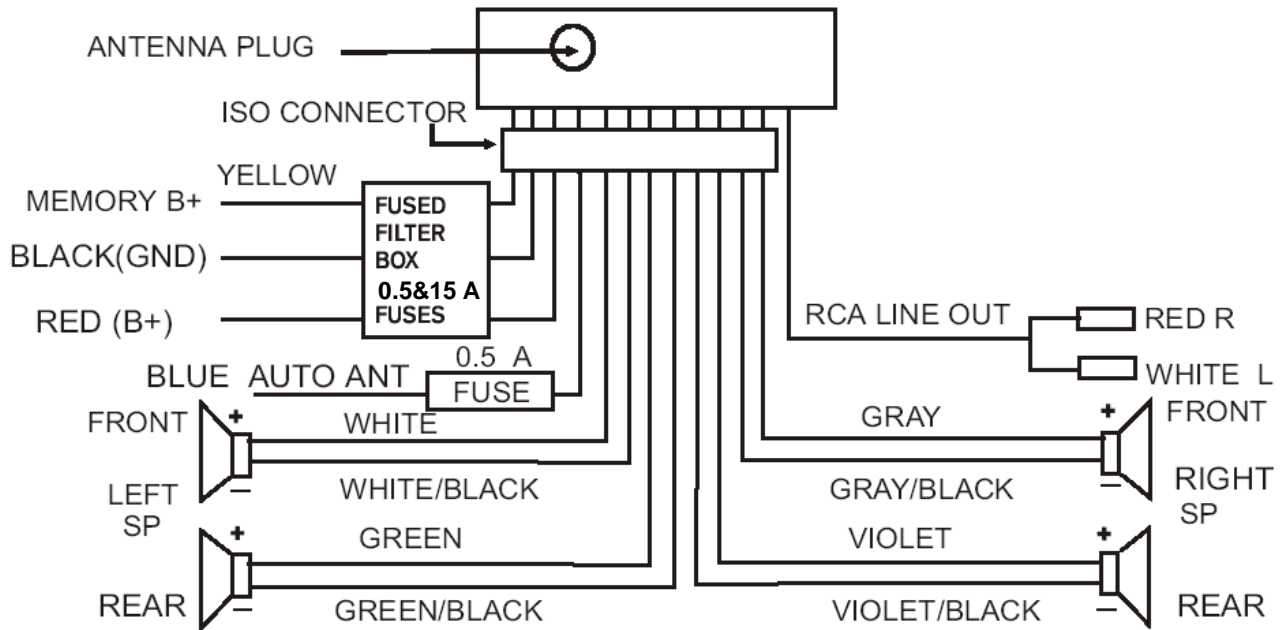 ANTENNA PLUG
ISO CONNECTOR
YELLOW
MEMORY B+
BLACK(GND)
RED (B+)
FUSED
FILTER
BOX
0.5&15 A
FUSES
RCA LINE OUT
RED R
WHITE L
0.5 A
BLUE AUTO ANT
FUSE
FRONT
+
WHITE
LEFT
SP
–
WHITE/BLACK
GRAY
+
FRONT
GRAY/BLACK
–
RIGHT
SP
+
GREEN
REAR
–
GREEN/BLACK
VIOLET
+
VIOLET/BLACK
–
REAR